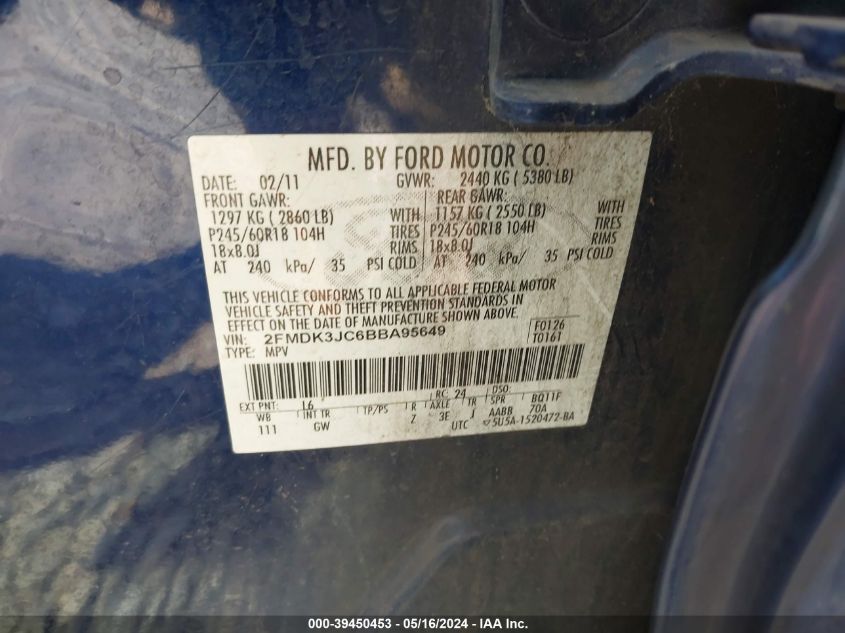 MFD. BY FORD MOTOR CO.
DATE: 02/11 GVWR: 2440 KG ( 5380 LB)
FRONT GAWR: REAR GAWR:
1297 KG ( 2860 LB) WITH 1157 KG ( 2550 LB) WITH
P245/60R18 104H TIRES P245/60R18 104H TIRES
18x8.0J RIMS 18x8.0J RIMS
AT 240 kPa/ 35 PSI COLD AT 240 kPa/ 35 PSI COLD
THIS VEHICLE CONFORMS TO ALL APPLICABLE FEDERAL MOTOR
VEHICLE SAFETY AND THEFT PREVENTION STANDARDS IN
EFFECT ON THE DATE OF MANUFACTURE SHOWN ABOVE.
VIN: 2FMDK3JC6BBA95649 F0126
TYPE: MPV T0161
EXT PNT: L6 RC: 24 DSO:
WB INT TR TP/PS R AXLE TR SPR BQ11F
111 GW Z 3E J AABB 70A
UTC 5U5A-1520472-BA
000-39450453 - 05/16/2024 - IAA Inc.